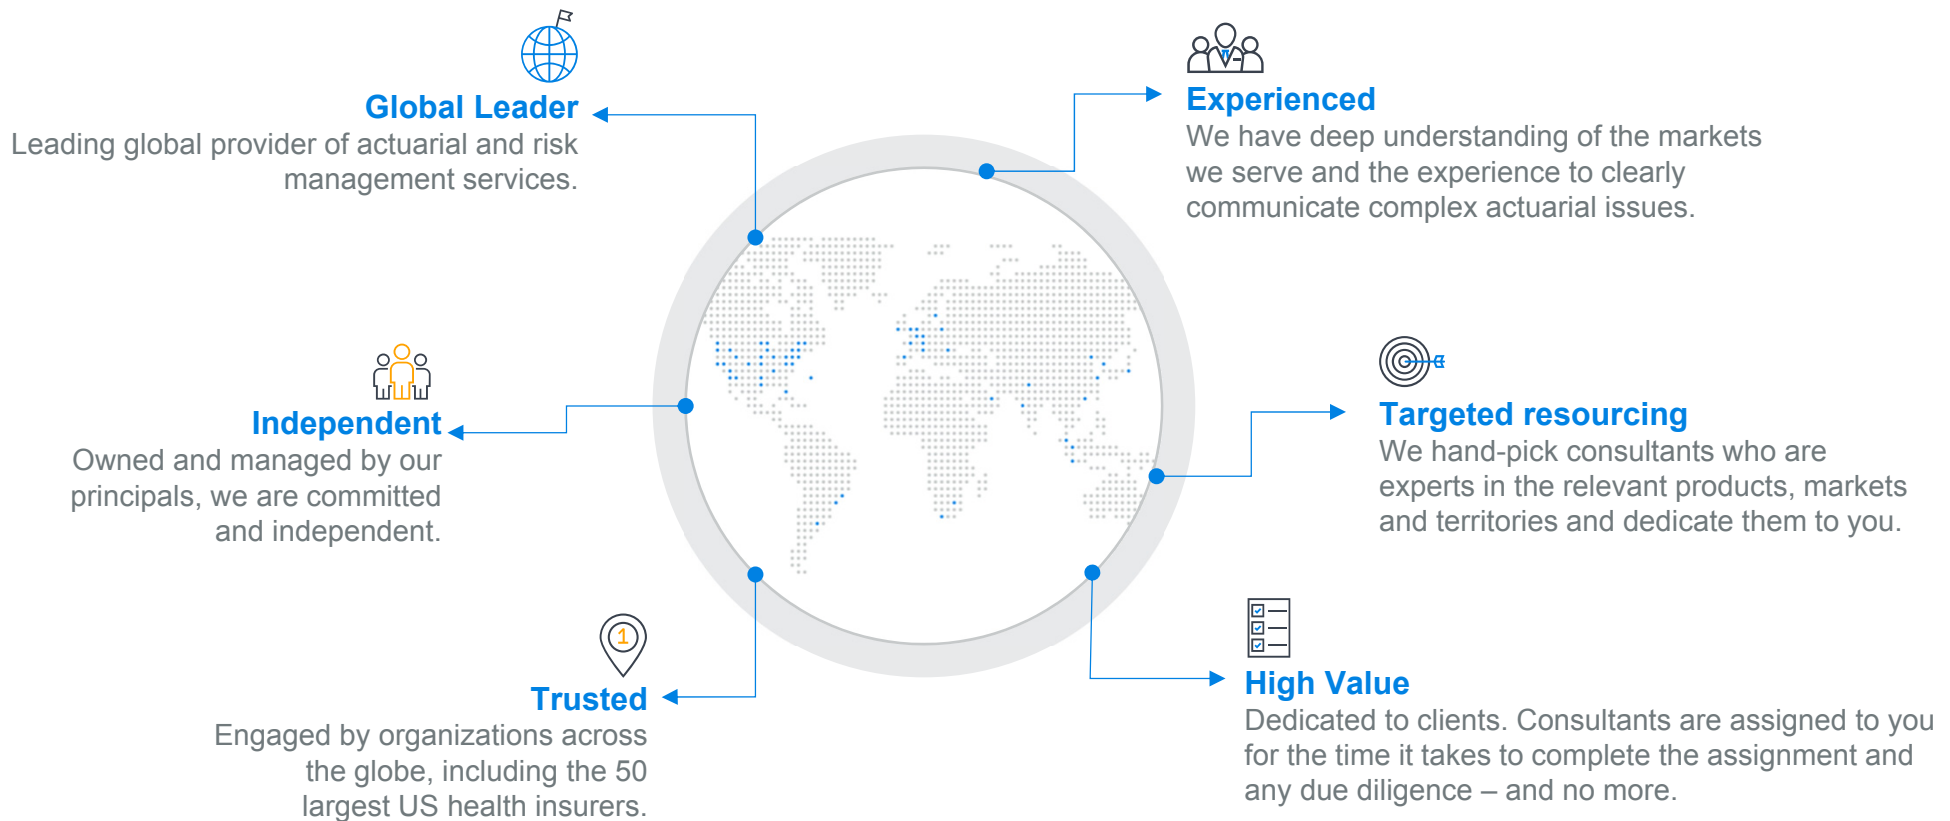 Global Leader
Leading global provider of actuarial and risk
management services.
Experienced
We have deep understanding of the markets
we serve and the experience to clearly
communicate complex actuarial issues.
Independent
Owned and managed by our
principals, we are committed
and independent.
Targeted resourcing
We hand-pick consultants who are
experts in the relevant products, markets
and territories and dedicate them to you.
1
Trusted
Engaged by organizations across
the globe, including the 50
largest US health insurers.
High Value
Dedicated to clients. Consultants are assigned to you
for the time it takes to complete the assignment and
any due diligence – and no more.